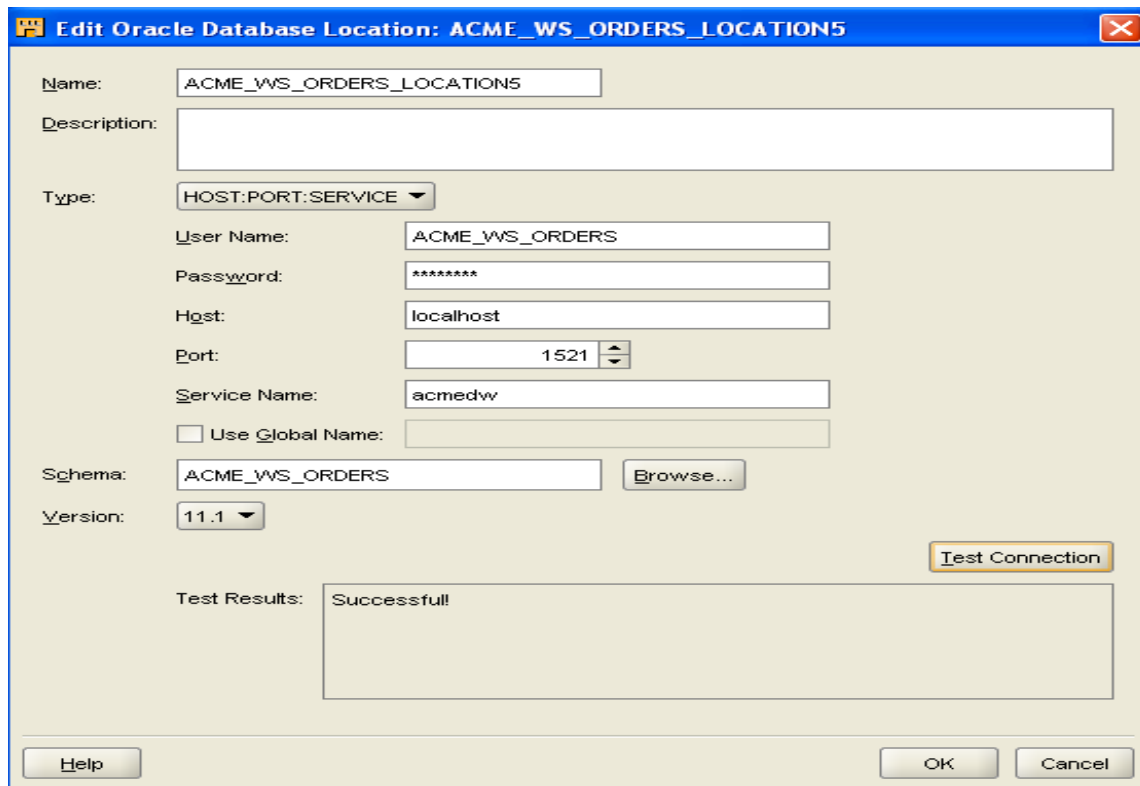 Edit Oracle Database Location: ACME_WS_ORDERS_LOCATION5
Name: ACME_WS_ORDERS_LOCATION5
Description:
Type: HOST:PORT:SERVICE
User Name: ACME_WS_ORDERS
Password: ********
Host: localhost
Port: 1521
Service Name: acmedw
Use Global Name:
Schema: ACME_WS_ORDERS Browse...
Version: 11.1
Test Connection
Test Results: Successful!
Help OK Cancel